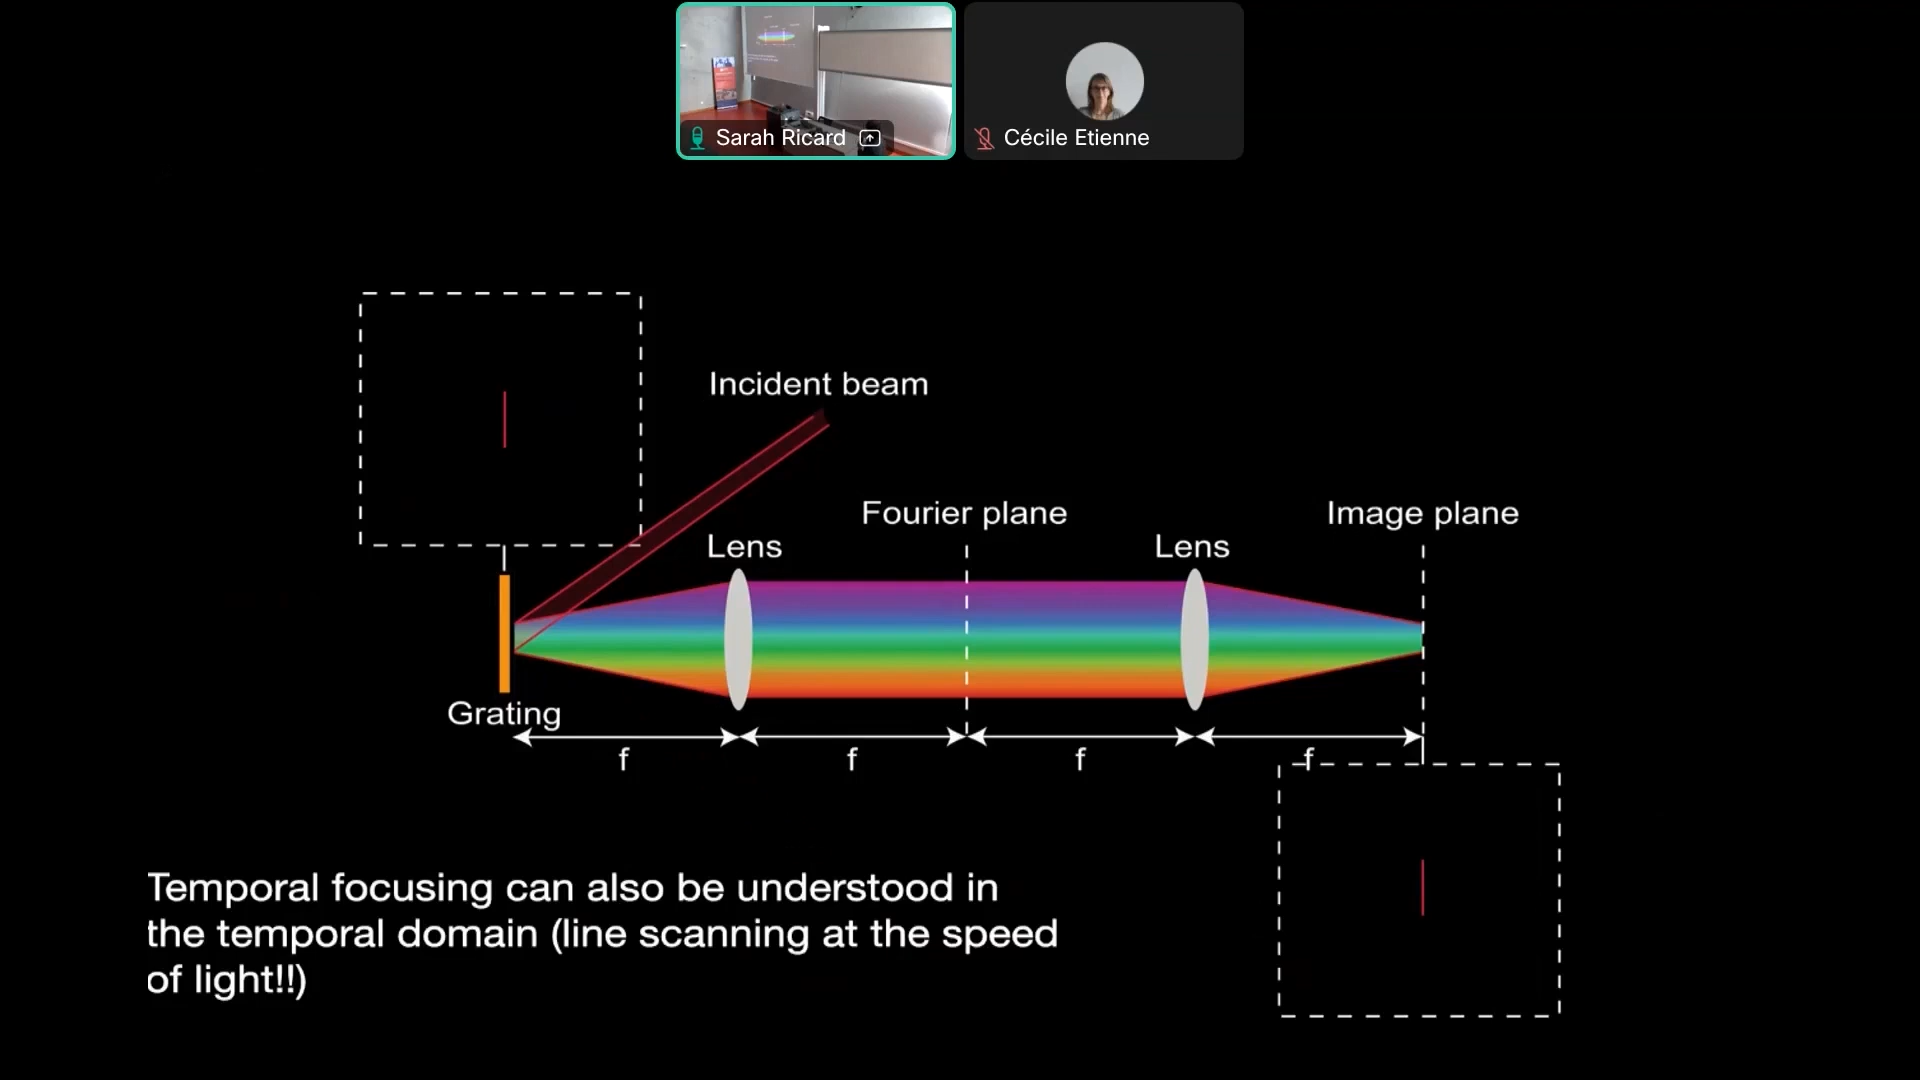 Sarah Ricard
Cécile Etienne
Incident beam
Fourier plane
Image plane
Lens
Lens
Grating
f
f
f
f
Temporal focusing can also be understood in
the temporal domain (line scanning at the speed
of light!!)